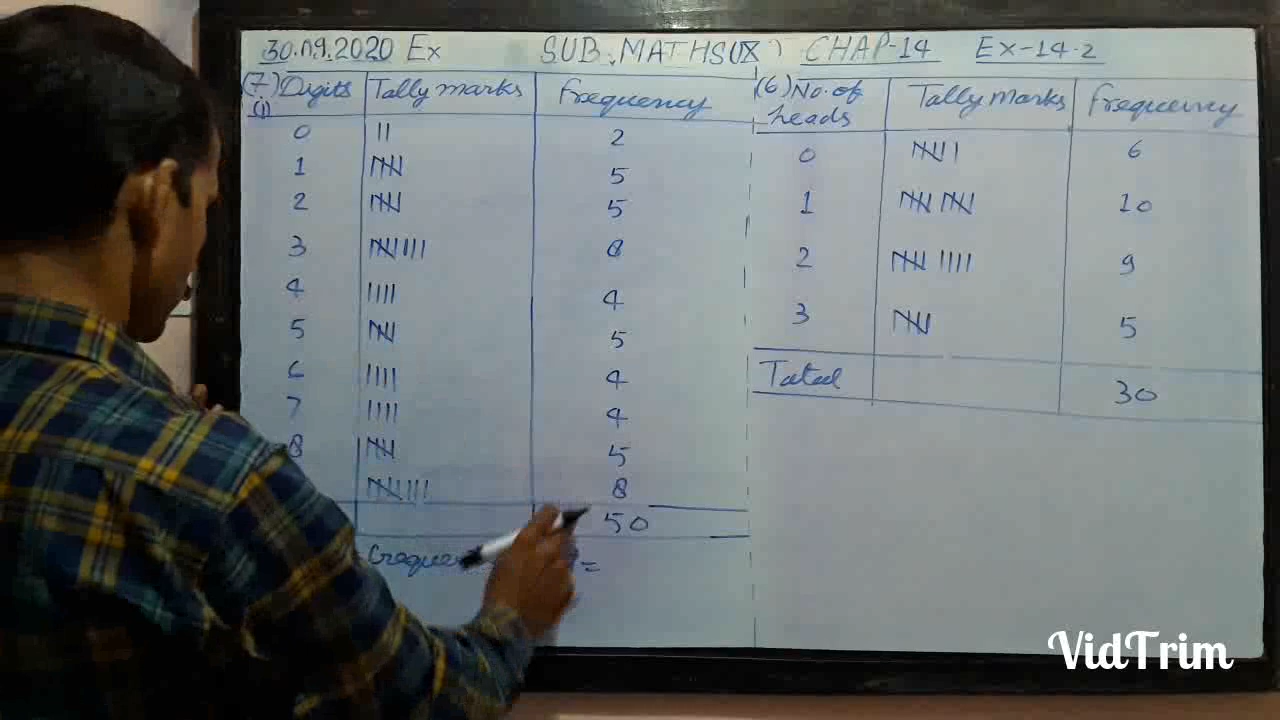 30.09.2020 Ex SUB:MATHS(IX) CHAP-14 Ex-14.2
(7) Digits Tally marks Frequency
(i)
0 || 2
1 𝍸 5
2 𝍸 5
3 𝍸||| 8
4 |||| 4
5 𝍸 5
6 |||| 4
7 |||| 4
8 𝍸 5
𝍸||| 8
50
=
(6) No. of heads Tally Marks Frequency
0 𝍸| 6
1 𝍸 𝍸 10
2 𝍸 |||| 9
3 𝍸 5
Total 30
VidTrim